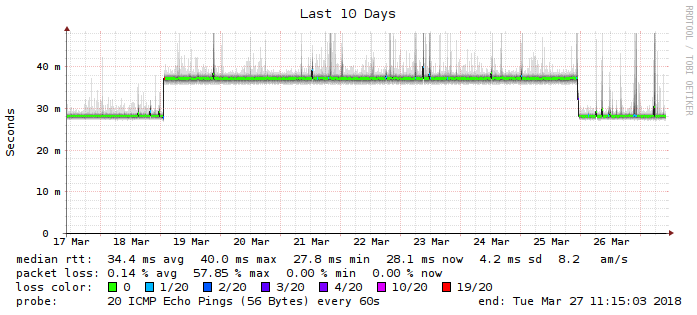 Last 10 Days
RRDTOOL / TOBI OETIKER
Seconds
40 m
30 m
20 m
10 m
0
17 Mar 18 Mar 19 Mar 20 Mar 21 Mar 22 Mar 23 Mar 24 Mar 25 Mar 26 Mar
median rtt: 34.4 ms avg 40.0 ms max 27.8 ms min 28.1 ms now 4.2 ms sd 8.2 am/s
packet loss: 0.14 % avg 57.85 % max 0.00 % min 0.00 % now
loss color: 0 1/20 2/20 3/20 4/20 10/20 19/20
probe: 20 ICMP Echo Pings (56 Bytes) every 60s end: Tue Mar 27 11:15:03 2018